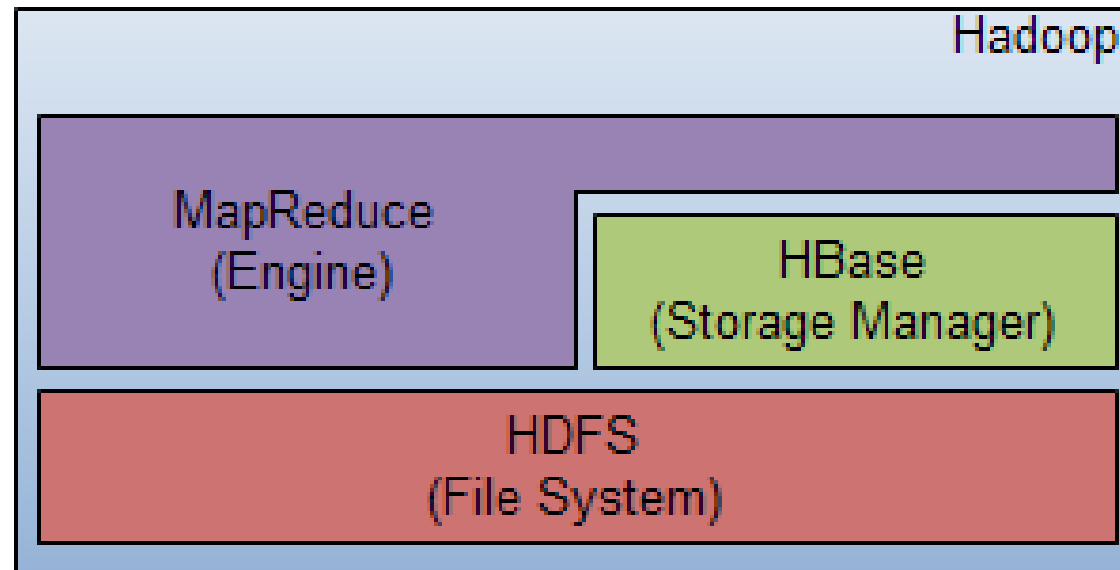 Hadoop
MapReduce
(Engine)
HBase
(Storage Manager)
HDFS
(File System)